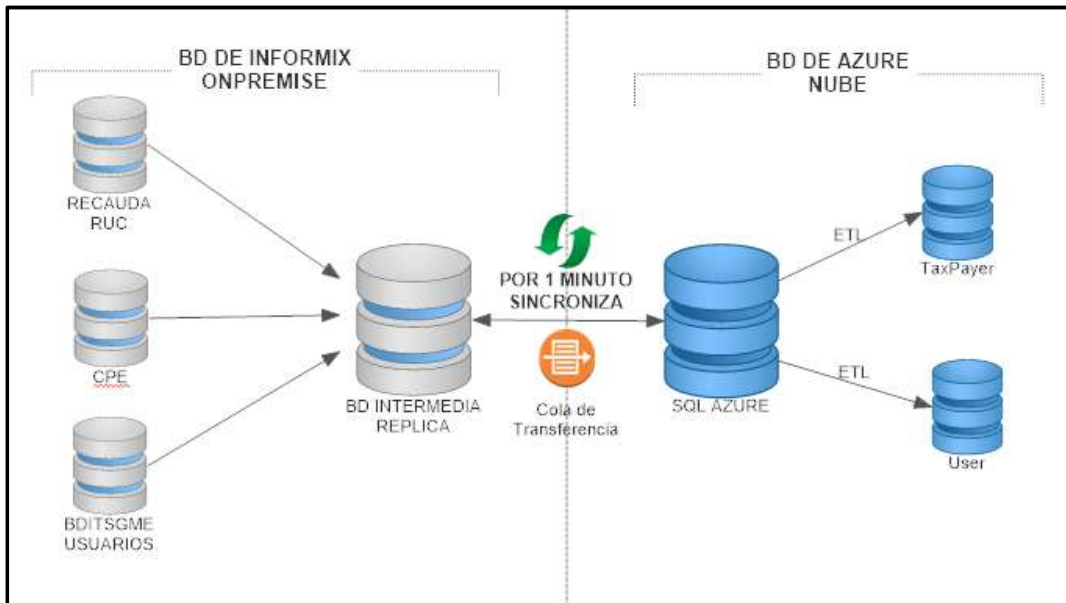 BD DE INFORMIX
ONPREMISE
BD DE AZURE
NUBE
RECAUDA
RUC
CPE
BDITSGME
USUARIOS
BD INTERMEDIA
REPLICA
POR 1 MINUTO
SINCRONIZA
Cola de
Transferencia
SQL AZURE
ETL
TaxPayer
ETL
User